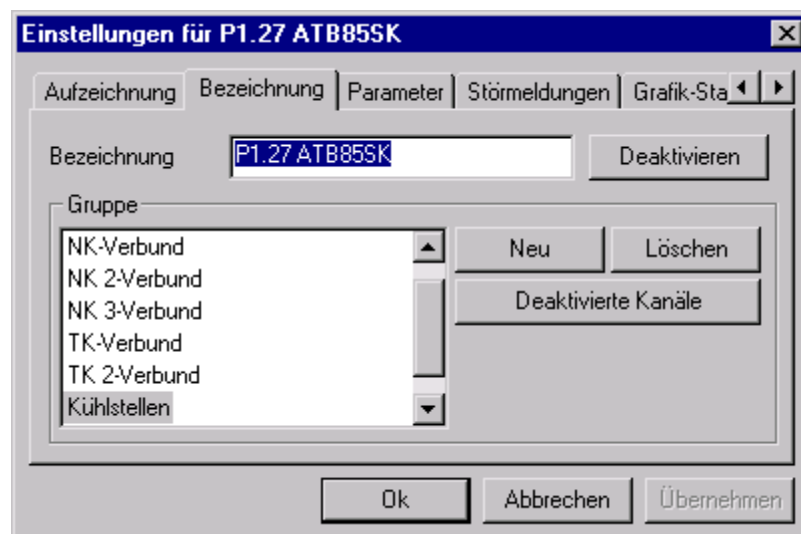 Einstellungen für P1.27 ATB85SK
Aufzeichnung Bezeichnung Parameter Störmeldungen Grafik-Sta
Bezeichnung P1.27 ATB85SK Deaktivieren
Gruppe
NK-Verbund
NK 2-Verbund
NK 3-Verbund
TK-Verbund
TK 2-Verbund
Kühlstellen
Neu Löschen
Deaktivierte Kanäle
Ok Abbrechen Übernehmen